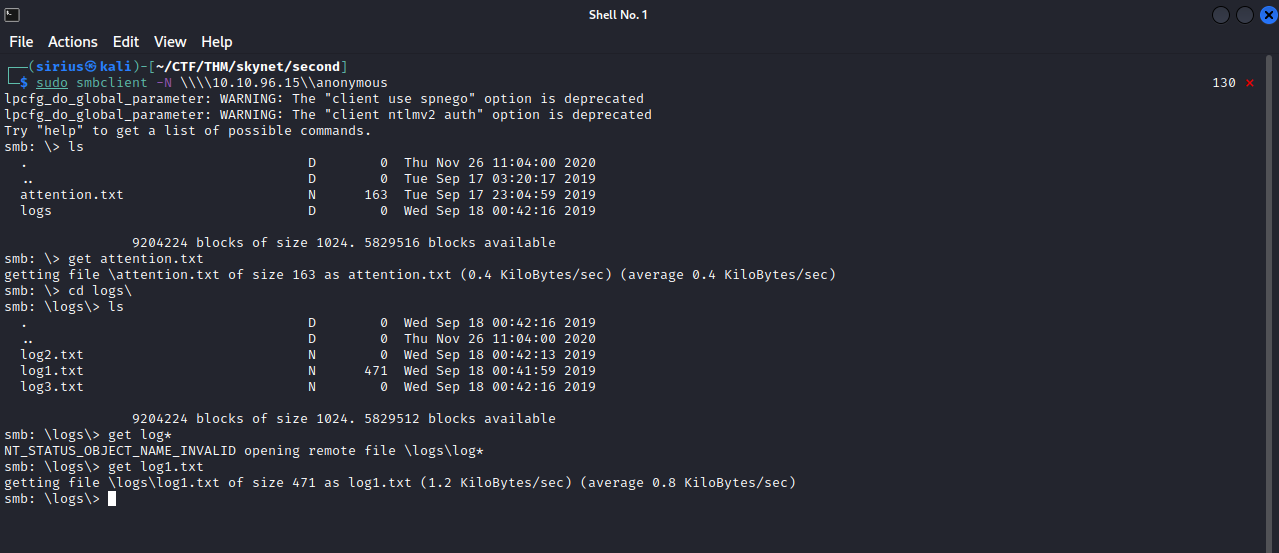 Shell No. 1
File Actions Edit View Help
┌──(sirius㉿kali)-[~/CTF/THM/skynet/second]
└─$ sudo smbclient -N \\\\10.10.96.15\\anonymous 130 ⨯
lpcfg_do_global_parameter: WARNING: The "client use spnego" option is deprecated
lpcfg_do_global_parameter: WARNING: The "client ntlmv2 auth" option is deprecated
Try "help" to get a list of possible commands.
smb: \> ls
  . D 0 Thu Nov 26 11:04:00 2020
  .. D 0 Tue Sep 17 03:20:17 2019
  attention.txt N 163 Tue Sep 17 23:04:59 2019
  logs D 0 Wed Sep 18 00:42:16 2019
9204224 blocks of size 1024. 5829516 blocks available
smb: \> get attention.txt
getting file \attention.txt of size 163 as attention.txt (0.4 KiloBytes/sec) (average 0.4 KiloBytes/sec)
smb: \> cd logs\
smb: \logs\> ls
  . D 0 Wed Sep 18 00:42:16 2019
  .. D 0 Thu Nov 26 11:04:00 2020
  log2.txt N 0 Wed Sep 18 00:42:13 2019
  log1.txt N 471 Wed Sep 18 00:41:59 2019
  log3.txt N 0 Wed Sep 18 00:42:16 2019
9204224 blocks of size 1024. 5829512 blocks available
smb: \logs\> get log*
NT_STATUS_OBJECT_NAME_INVALID opening remote file \logs\log*
smb: \logs\> get log1.txt
getting file \logs\log1.txt of size 471 as log1.txt (1.2 KiloBytes/sec) (average 0.8 KiloBytes/sec)
smb: \logs\>